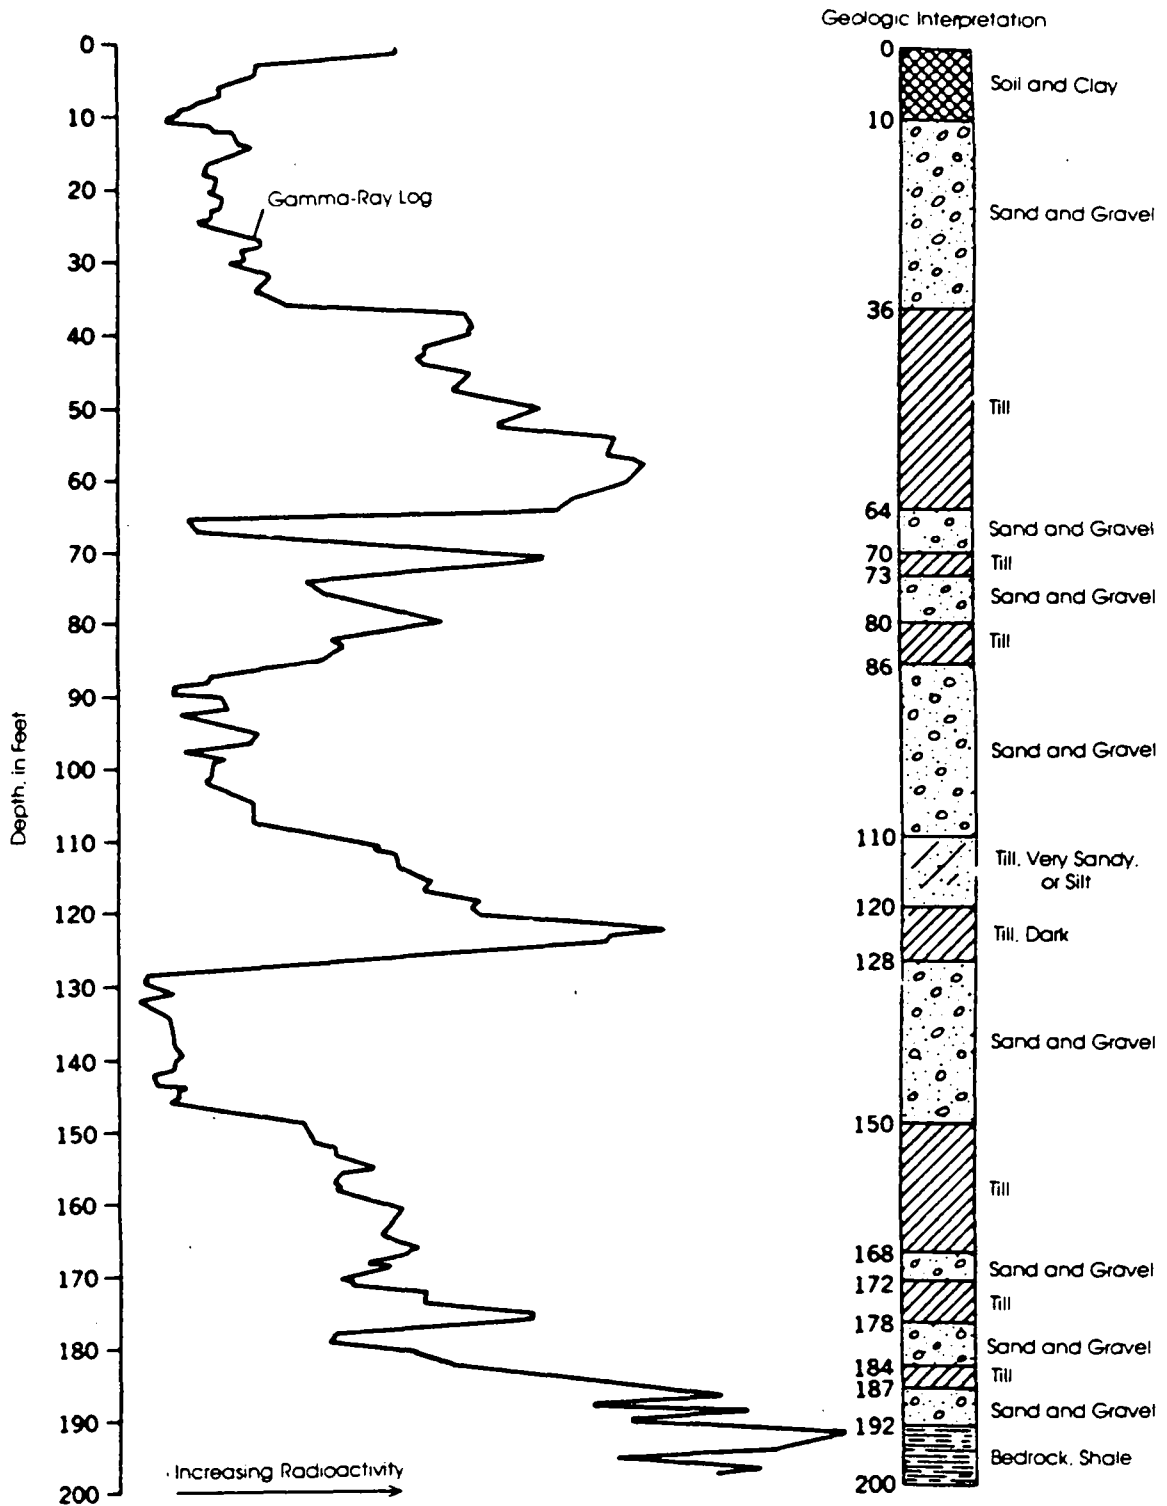 Geologic Interpretation
0
10
20
30
40
50
60
70
80
90
100
110
120
130
140
150
160
170
180
190
200
Depth, in Feet
Gamma-Ray Log
Increasing Radioactivity
0
Soil and Clay
10
Sand and Gravel
36
Till
64
Sand and Gravel
70
Till
73
Sand and Gravel
80
Till
86
Sand and Gravel
110
Till, Very Sandy,
or Silt
120
Till, Dark
128
Sand and Gravel
150
Till
168
Sand and Gravel
172
Till
178
Sand and Gravel
184
Till
187
Sand and Gravel
192
Bedrock, Shale
200